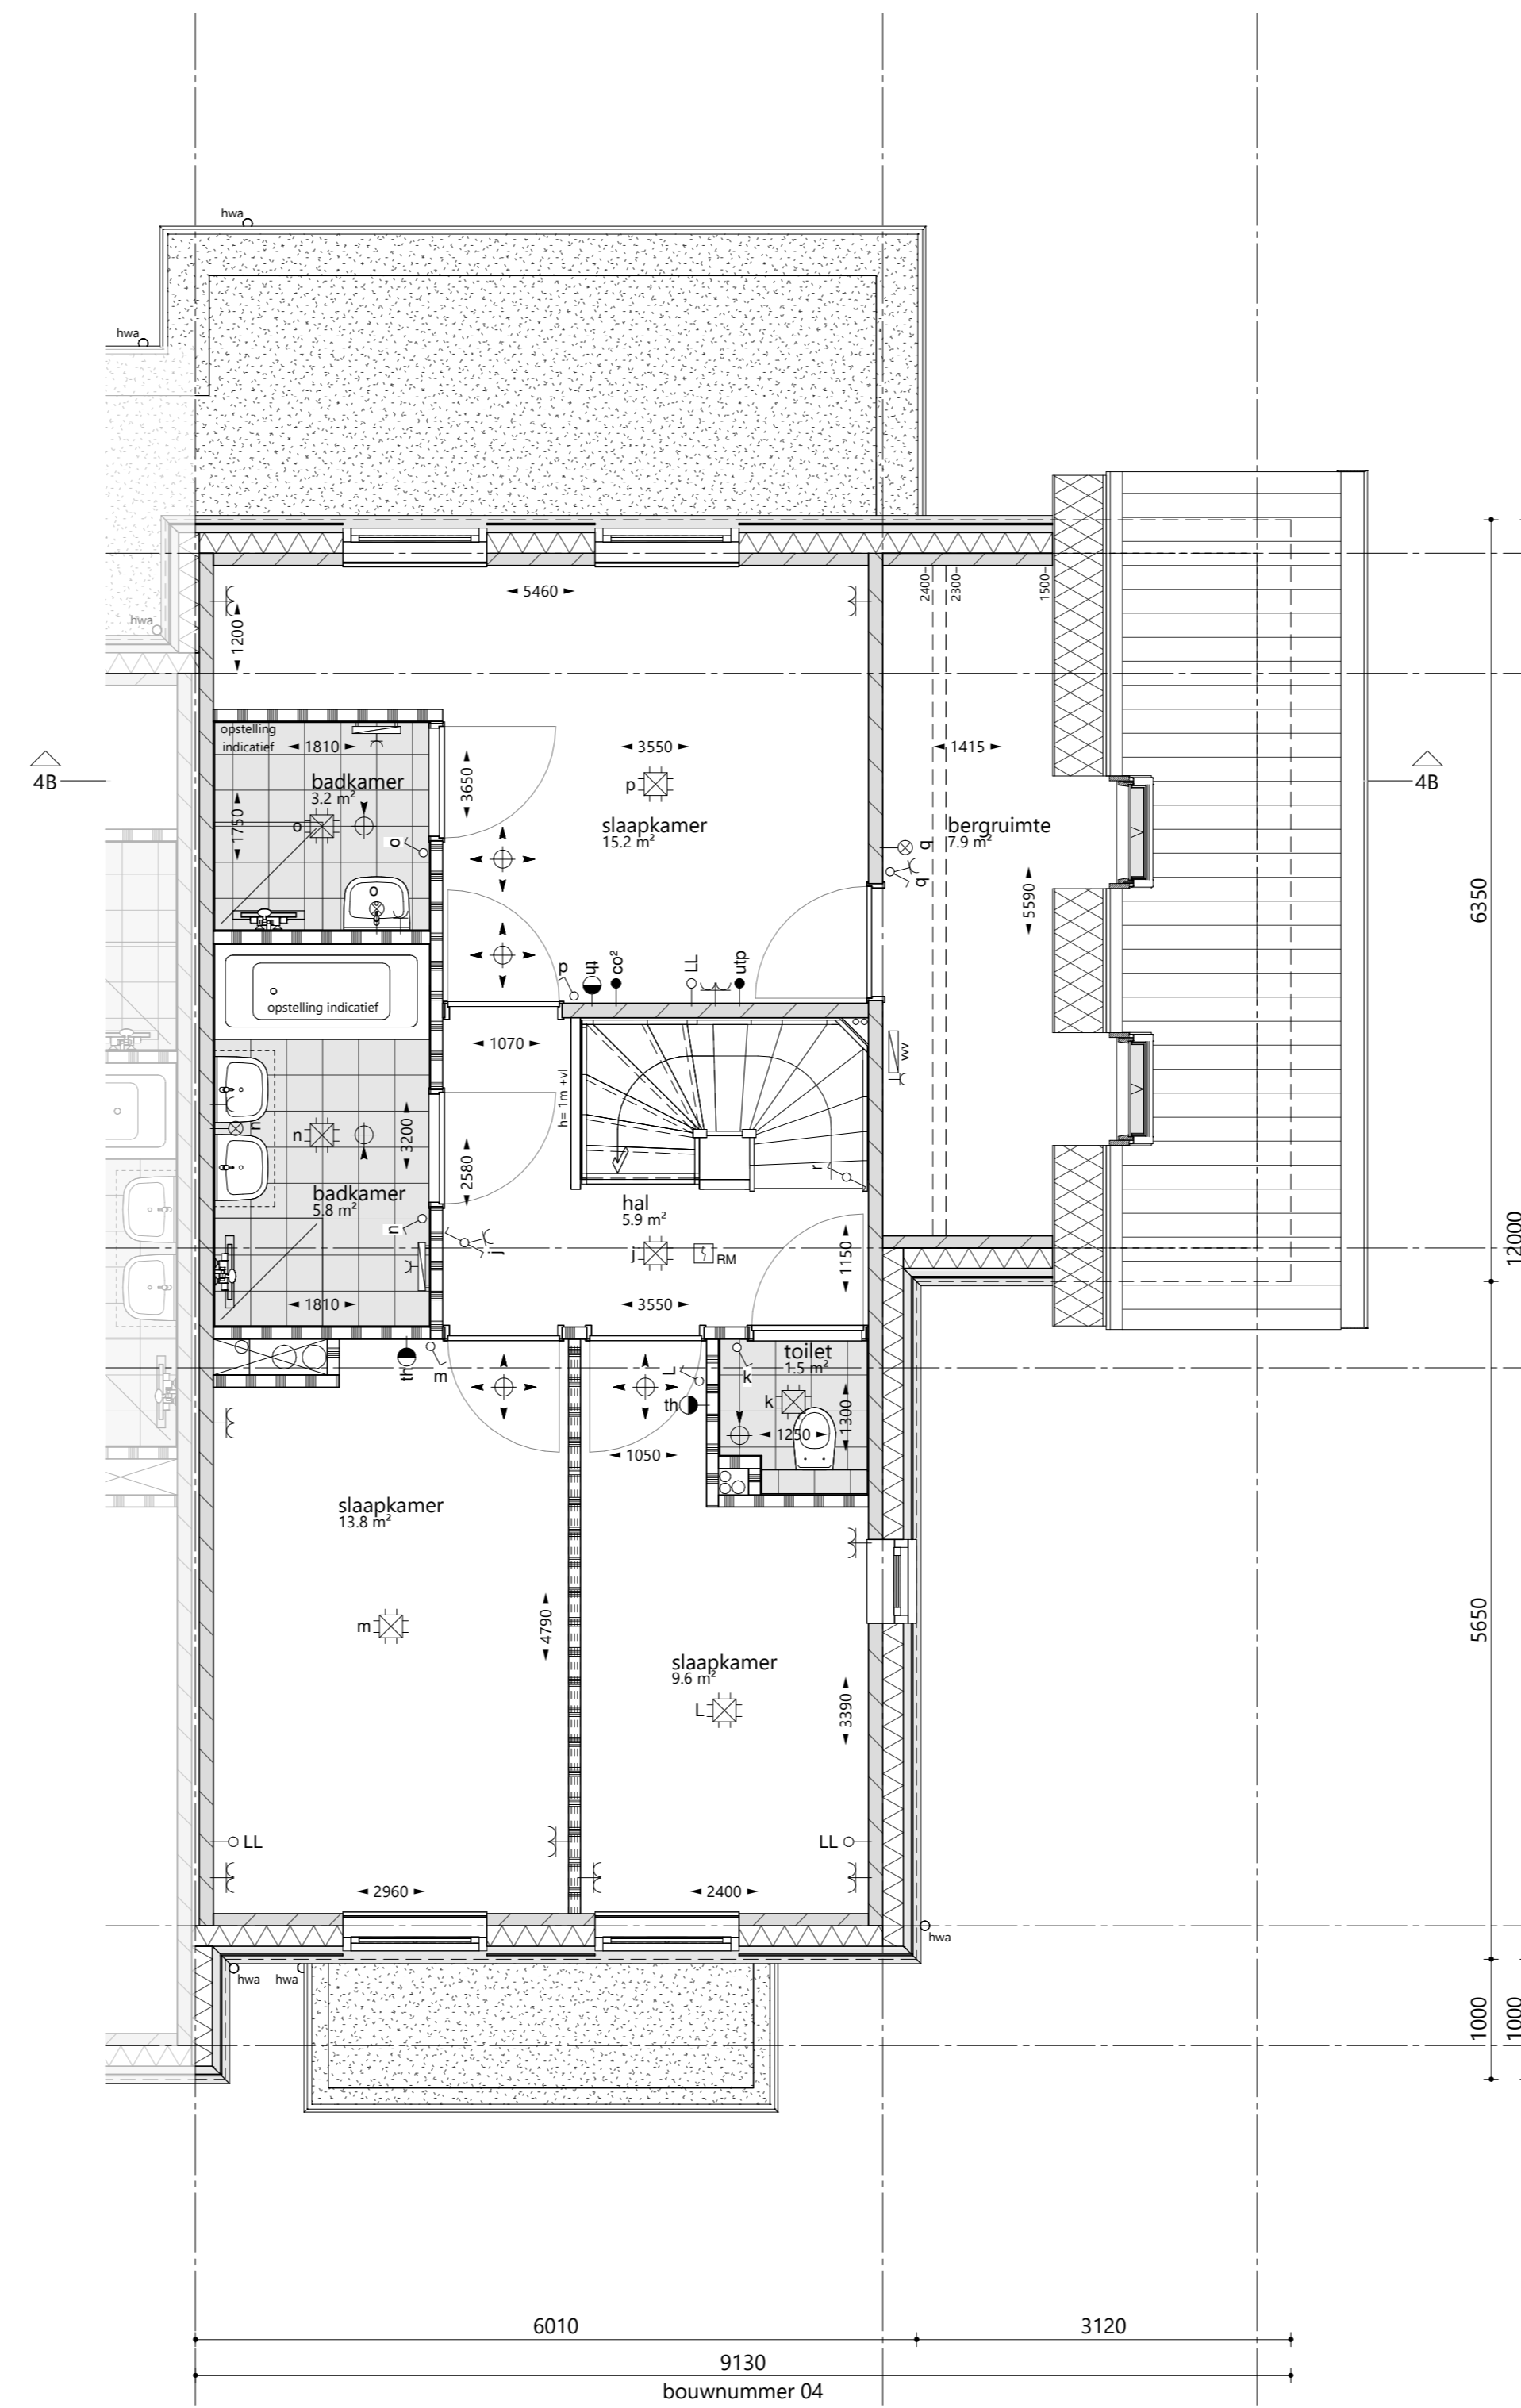 hwa
hwa
hwa
5460
1200
2400+
2300+
1500+
opstelling
indicatief
1810
badkamer
3.2 m²
1750
o
o
o
3650
3550
p
slaapkamer
15.2 m²
1415
bergruimte
7.9 m²
q
q
5590
4B
4B
6350
12000
opstelling indicatief
p
th
co²
LL
utp
1070
h= 1m +vl
wv
n
n
3200
badkamer
5.8 m²
n
2580
j
r
hal
5.9 m²
j
RM
1150
1810
3550
th
m
L
th
k
toilet
1.5 m²
k
1250
1300
1050
slaapkamer
13.8 m²
m
4790
slaapkamer
9.6 m²
L
3390
5650
LL
LL
2960
2400
hwa
hwa
hwa
1000
1000
6010
3120
9130
bouwnummer 04